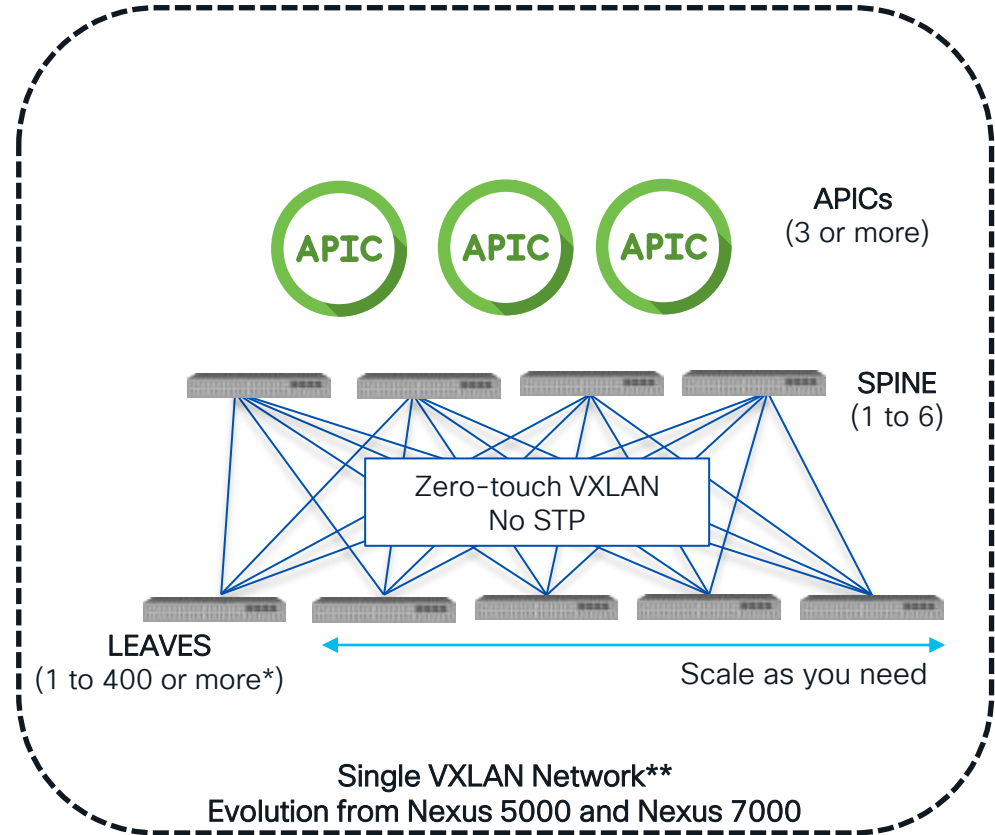 APIC APIC APIC
APICs
(3 or more)
SPINE
(1 to 6)
Zero-touch VXLAN
No STP
LEAVES
(1 to 400 or more*)
Scale as you need
Single VXLAN Network**
Evolution from Nexus 5000 and Nexus 7000